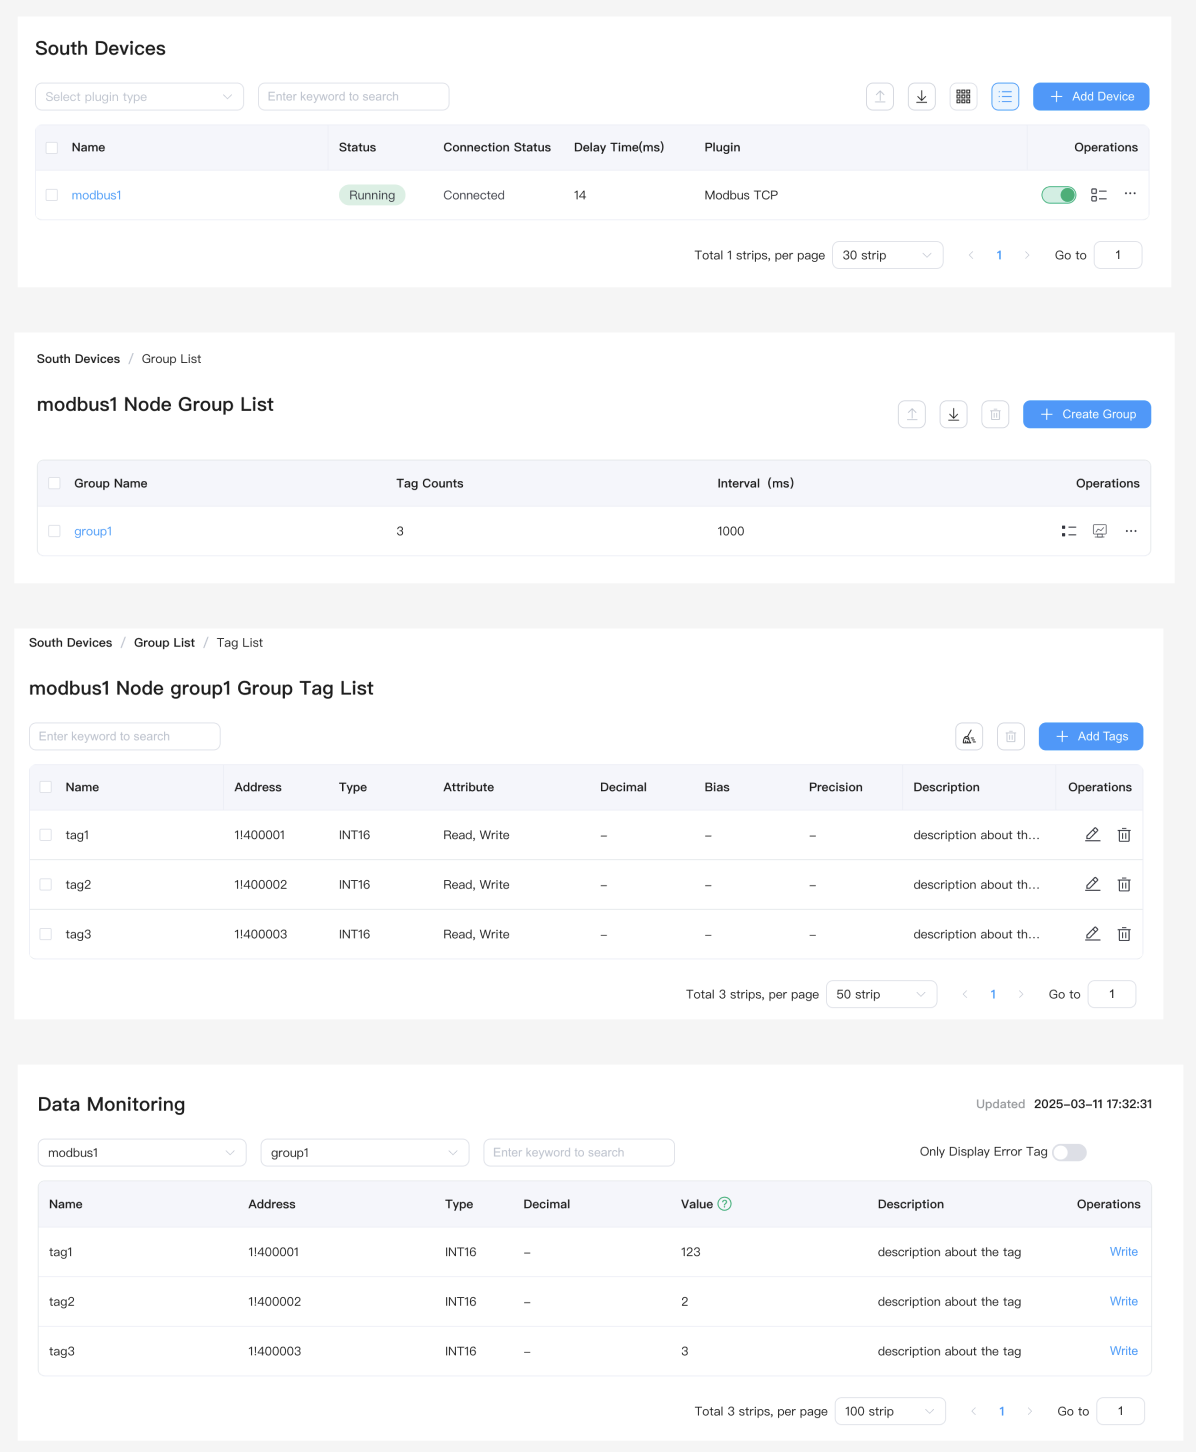 South Devices
Select plugin type Enter keyword to search + Add Device
Name Status Connection Status Delay Time(ms) Plugin Operations
modbus1 Running Connected 14 Modbus TCP ...
Total 1 strips, per page 30 strip < 1 > Go to 1
South Devices / Group List
modbus1 Node Group List
+ Create Group
Group Name Tag Counts Interval (ms) Operations
group1 3 1000 ...
South Devices / Group List / Tag List
modbus1 Node group1 Group Tag List
Enter keyword to search + Add Tags
Name Address Type Attribute Decimal Bias Precision Description Operations
tag1 1!400001 INT16 Read, Write – – – description about th...
tag2 1!400002 INT16 Read, Write – – – description about th...
tag3 1!400003 INT16 Read, Write – – – description about th...
Total 3 strips, per page 50 strip < 1 > Go to 1
Data Monitoring Updated 2025–03–11 17:32:31
modbus1 group1 Enter keyword to search Only Display Error Tag
Name Address Type Decimal Value ? Description Operations
tag1 1!400001 INT16 – 123 description about the tag Write
tag2 1!400002 INT16 – 2 description about the tag Write
tag3 1!400003 INT16 – 3 description about the tag Write
Total 3 strips, per page 100 strip < 1 > Go to 1